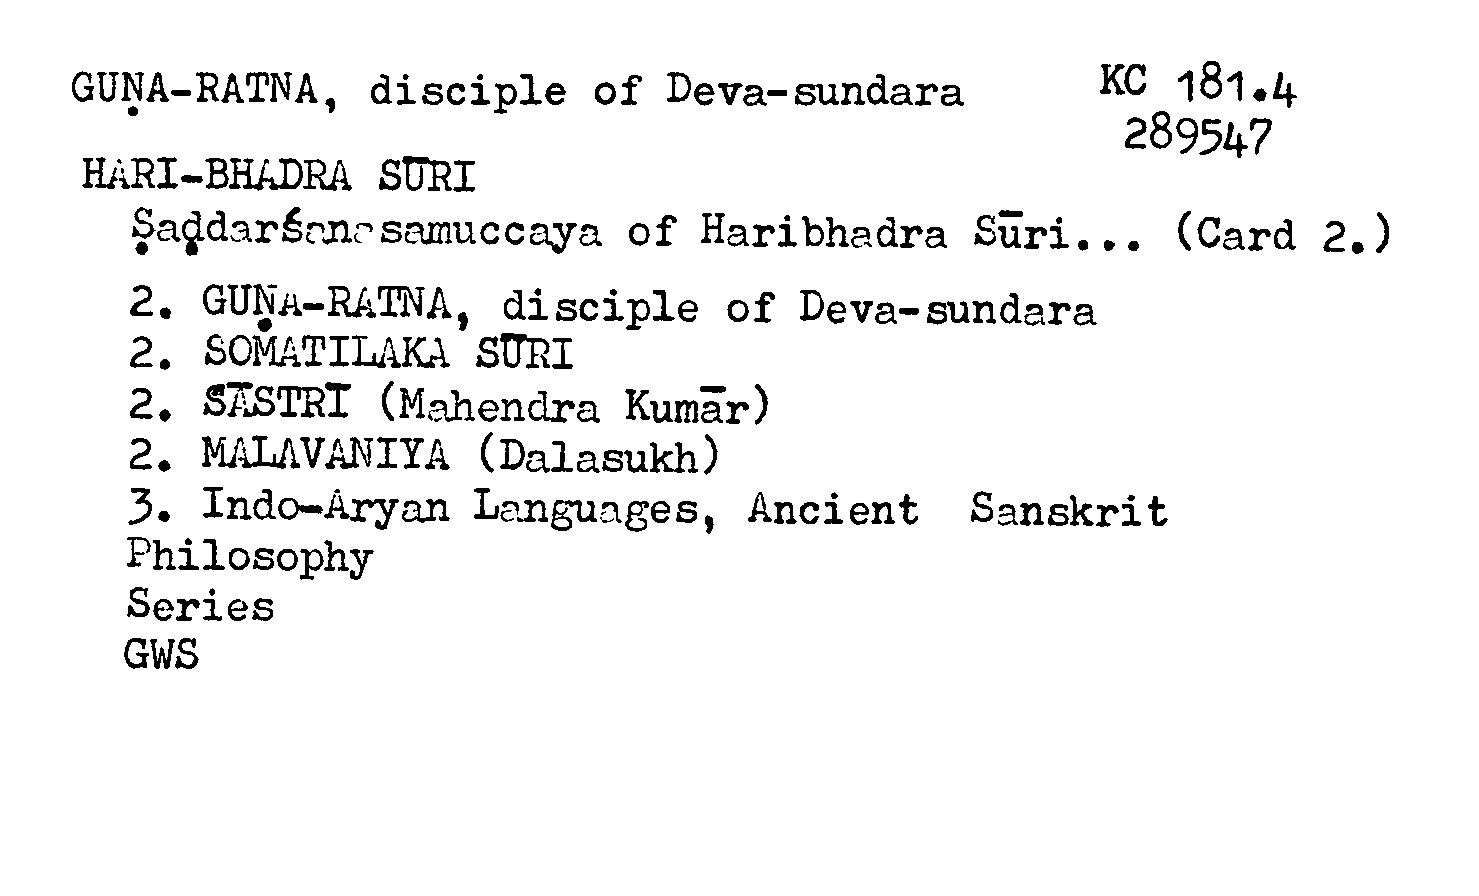 GUṆA-RATNA, disciple of Deva-sundara KC 181.4
289547
HARI-BHADRA SŪRI
Ṣaḍdarśanasamuccaya of Haribhadra Sūri... (Card 2.)
2. GUṆA-RATNA, disciple of Deva-sundara
2. SOMATILAKA SŪRI
2. SĀSTRĪ (Mahendra Kumār)
2. MALAVANIYA (Dalasukh)
3. Indo-Aryan Languages, Ancient Sanskrit
Philosophy
Series
GWS